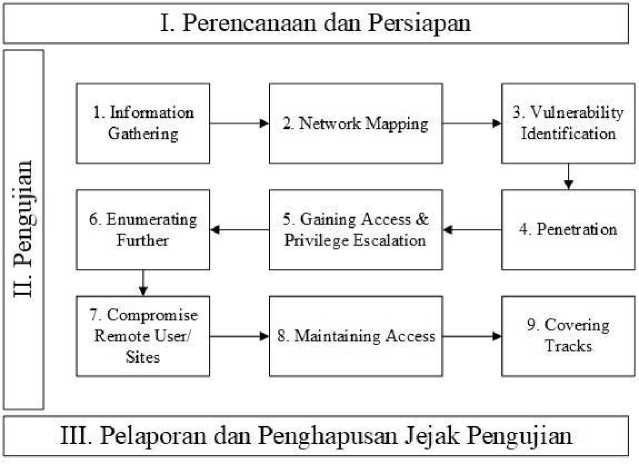 I. Perencanaan dan Persiapan
II. Pengujian
1. Information
Gathering
2. Network Mapping
3. Vulnerability
Identification
4. Penetration
5. Gaining Access &
Privilege Escalation
6. Enumerating
Further
7. Compromise
Remote User/
Sites
8. Maintaining Access
9. Covering
Tracks
III. Pelaporan dan Penghapusan Jejak Pengujian